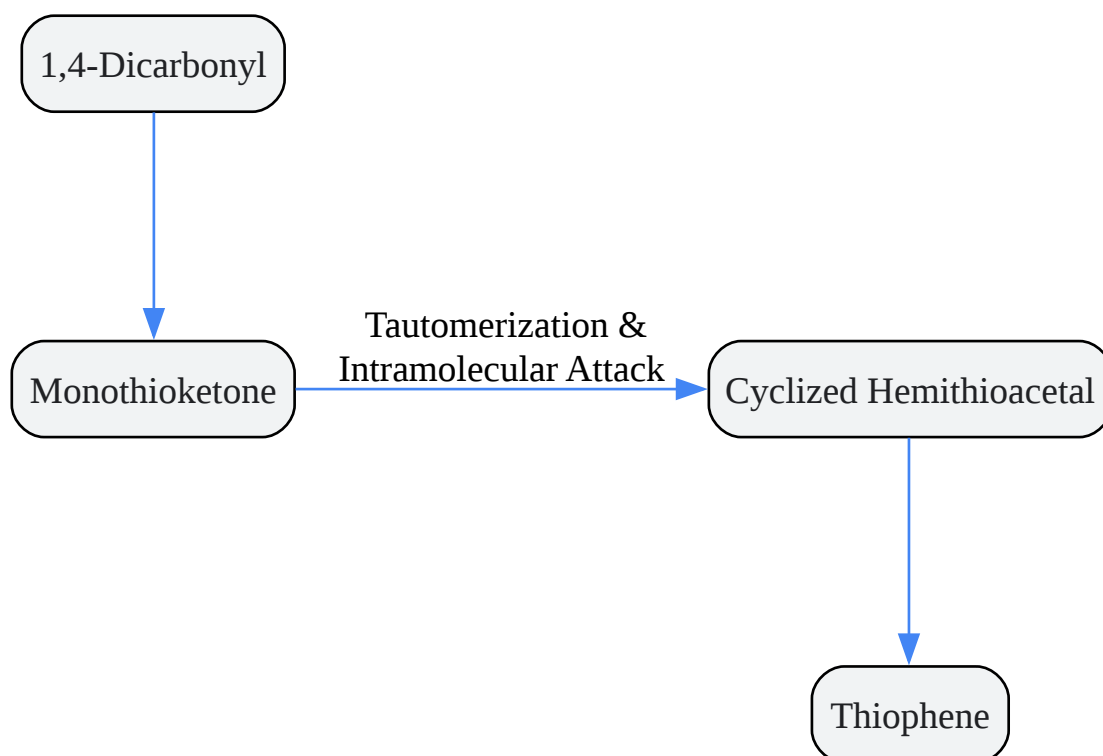 1,4-Dicarbonyl
Tautomerization &
Intramolecular Attack
Monothioketone
Cyclized Hemithioacetal
Thiophene